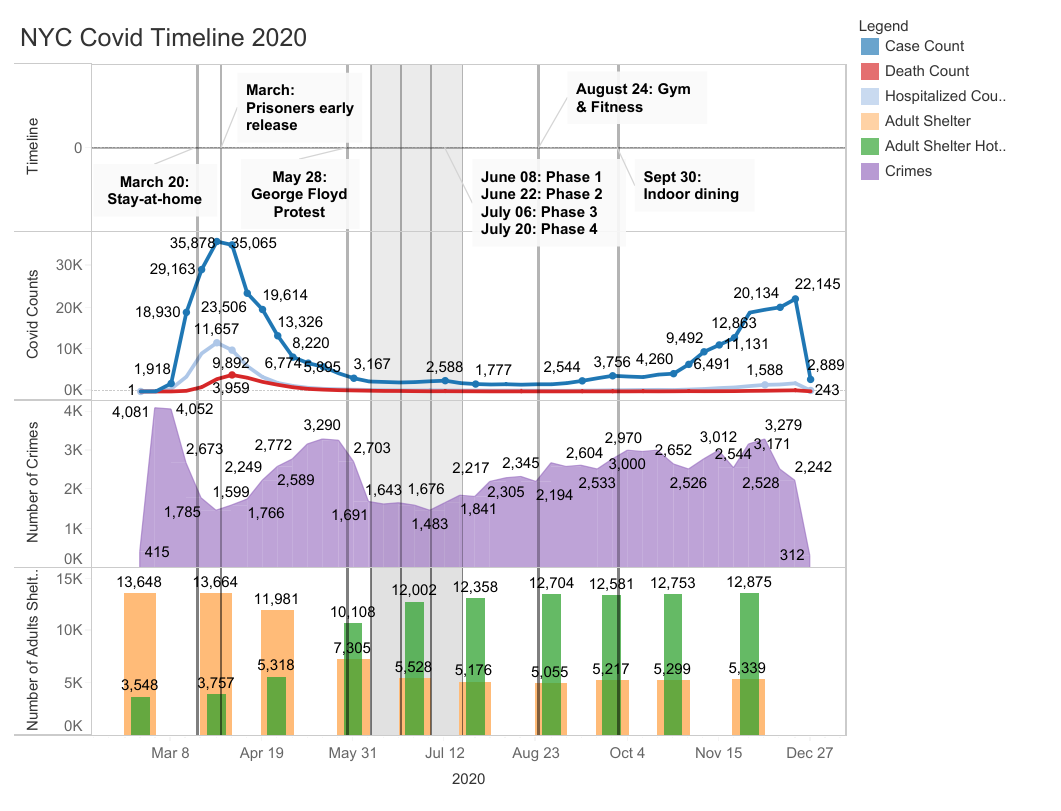 NYC Covid Timeline 2020
Legend
Case Count
Death Count
Hospitalized Cou..
Adult Shelter
Adult Shelter Hot..
Crimes
Timeline
0
March:
Prisoners early
release
August 24: Gym
& Fitness
March 20:
Stay-at-home
May 28:
George Floyd
Protest
June 08: Phase 1
June 22: Phase 2
July 06: Phase 3
July 20: Phase 4
Sept 30:
Indoor dining
Covid Counts
30K
20K
10K
0K
1
1,918
18,930
29,163
35,878
35,065
23,506
11,657
9,892
3,959
19,614
13,326
8,220
6,774
5,895
3,167
2,588
1,777
2,544
3,756
4,260
6,491
9,492
11,131
12,863
20,134
22,145
1,588
2,889
243
Number of Crimes
4K
3K
2K
1K
0K
415
4,081
4,052
2,673
1,785
1,599
2,249
1,766
2,772
2,589
3,290
2,703
1,691
1,643
1,676
1,483
2,217
1,841
2,345
2,305
2,194
2,604
2,533
2,970
3,000
2,652
2,526
3,012
2,544
3,279
3,171
2,528
2,242
312
Number of Adults Shelt..
15K
10K
5K
0K
13,648
3,548
13,664
3,757
11,981
5,318
10,108
7,305
12,002
5,528
12,358
5,176
12,704
5,055
12,581
5,217
12,753
5,299
12,875
5,339
Mar 8
Apr 19
May 31
Jul 12
Aug 23
Oct 4
Nov 15
Dec 27
2020